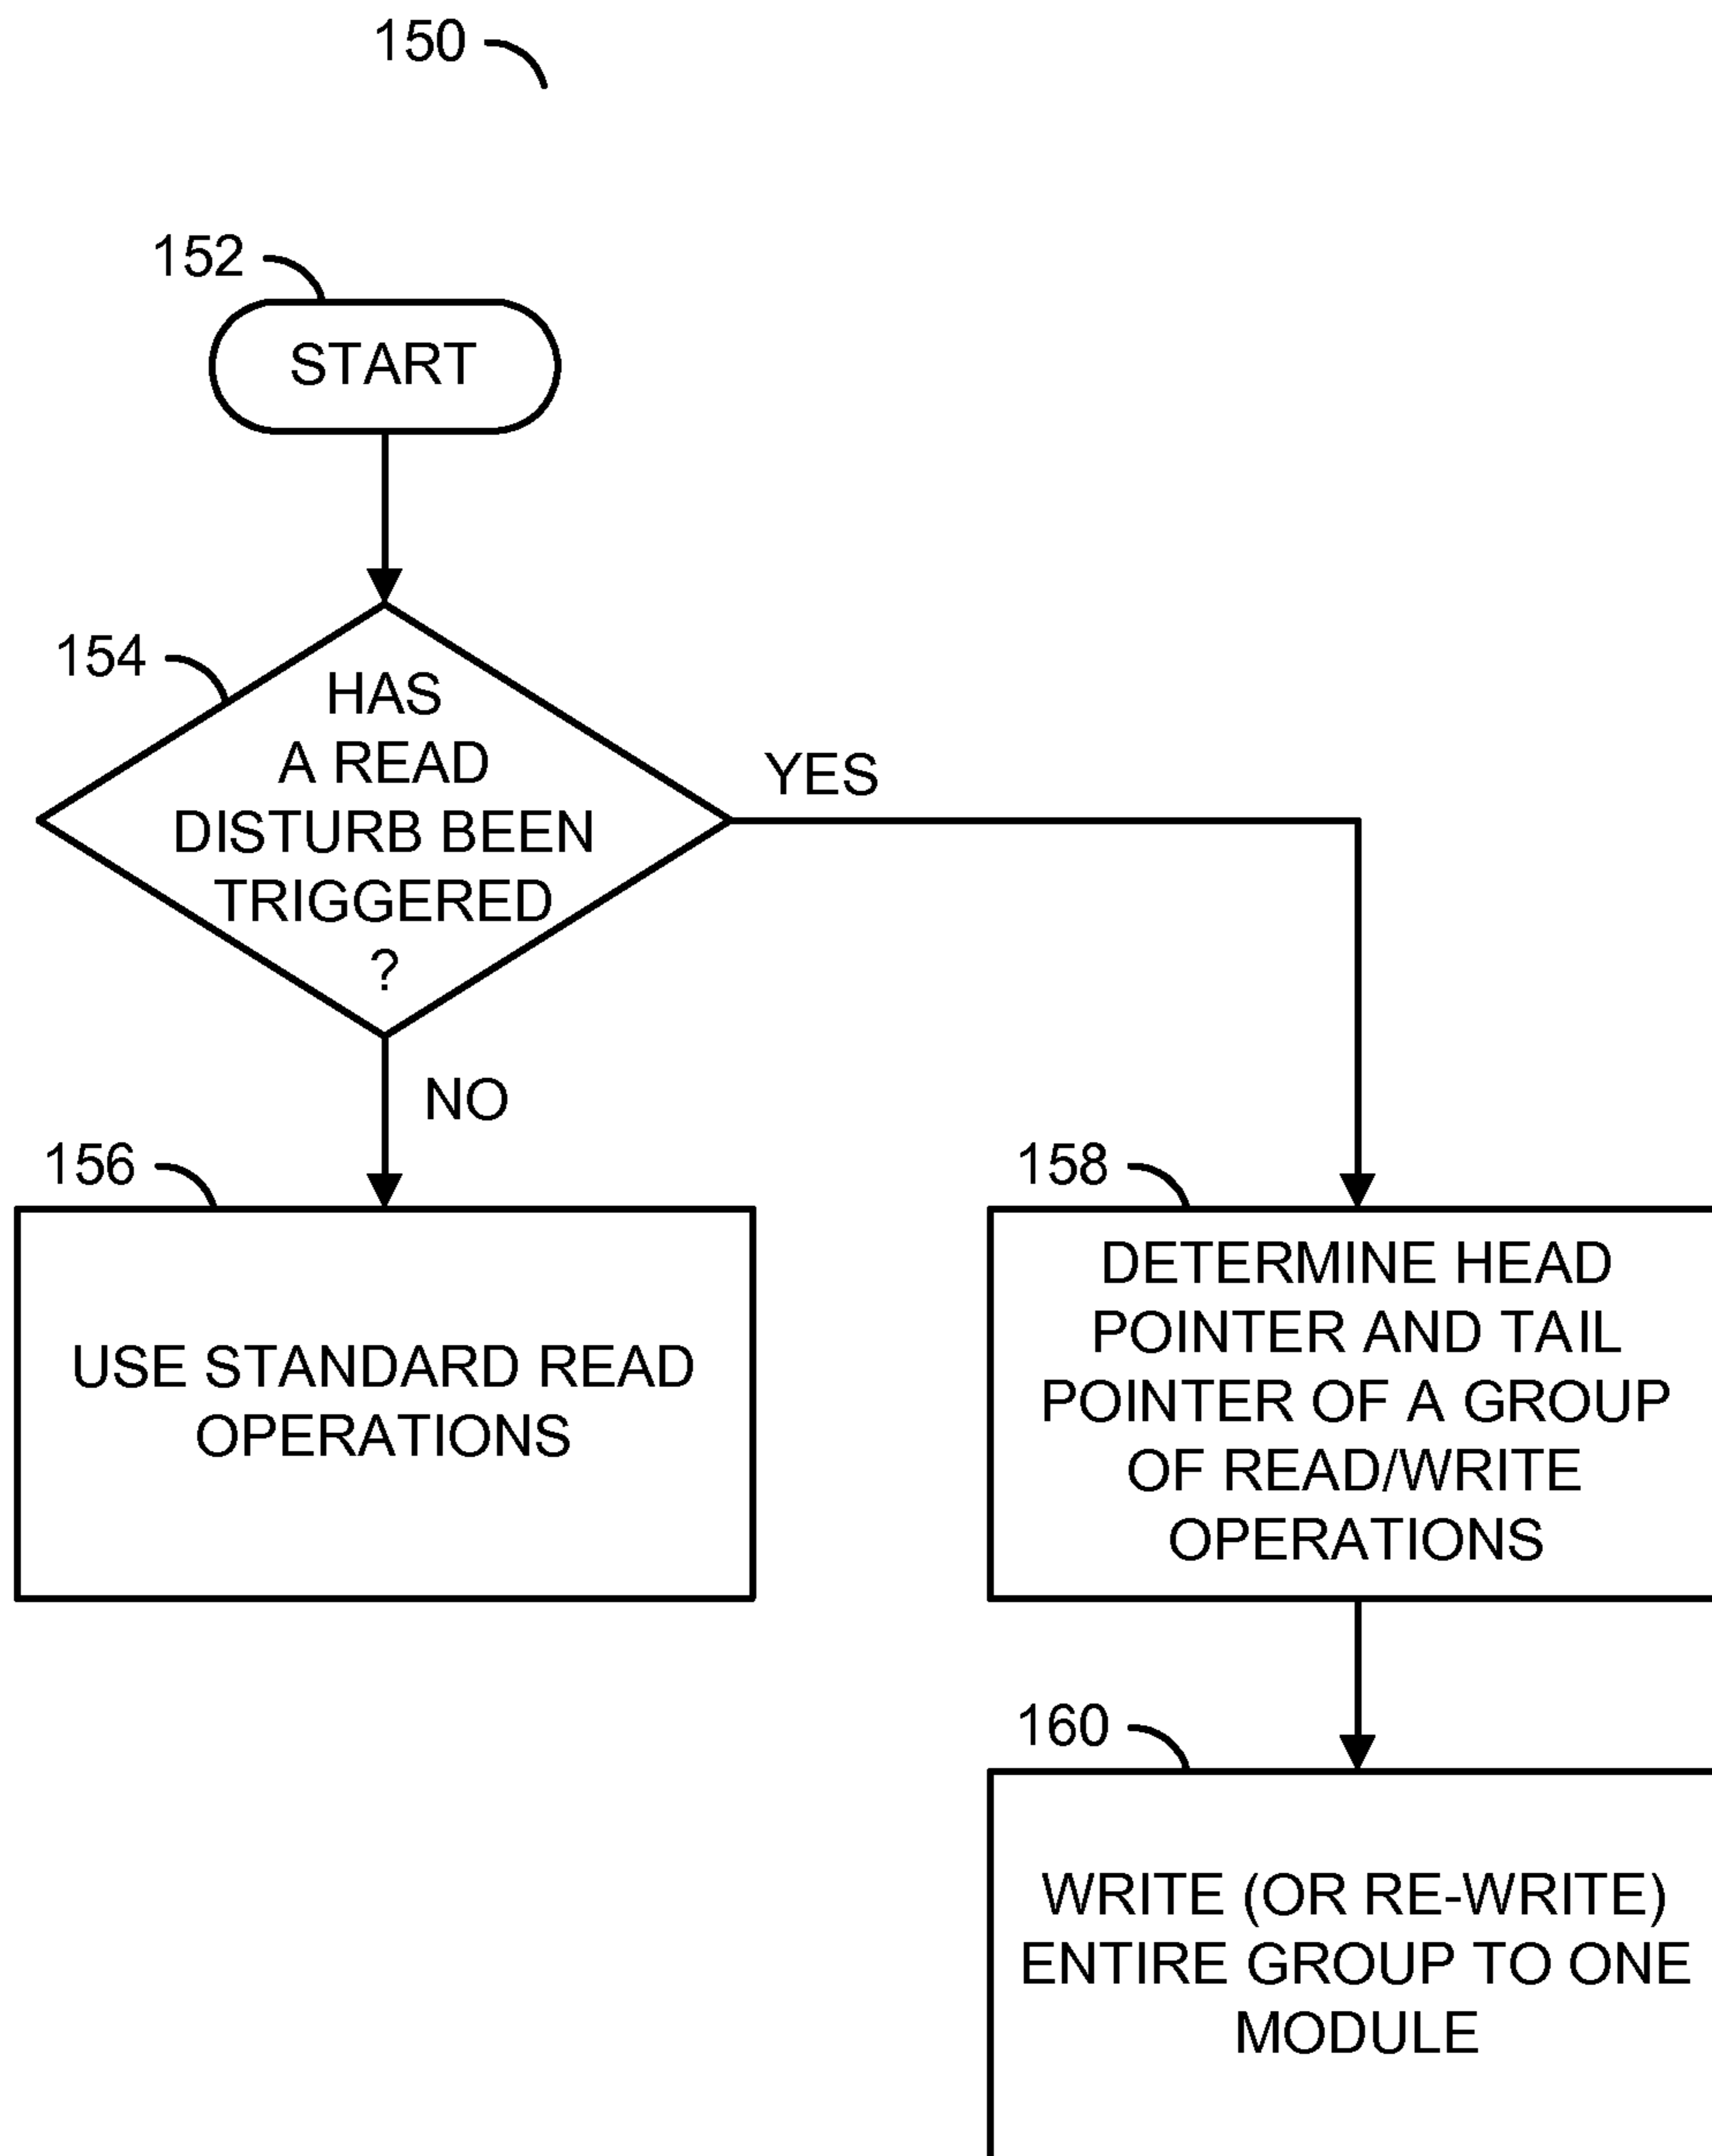 150
152
START
154
HAS
A READ
DISTURB BEEN
TRIGGERED
?
YES
NO
156
USE STANDARD READ
OPERATIONS
158
DETERMINE HEAD
POINTER AND TAIL
POINTER OF A GROUP
OF READ/WRITE
OPERATIONS
160
WRITE (OR RE-WRITE)
ENTIRE GROUP TO ONE
MODULE